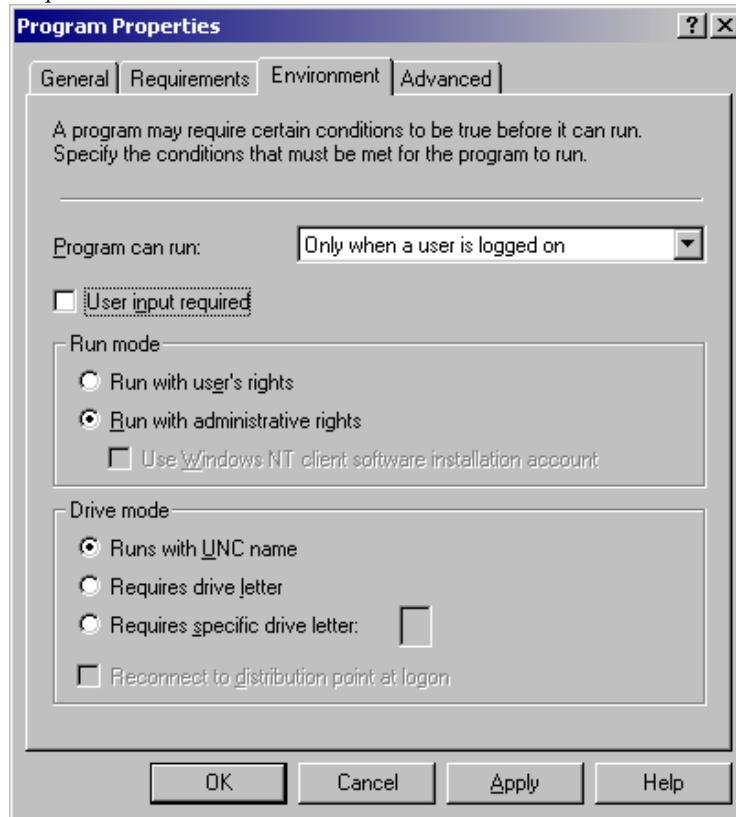 Program Properties
General Requirements Environment Advanced
A program may require certain conditions to be true before it can run.
Specify the conditions that must be met for the program to run.
Program can run: Only when a user is logged on
User input required
Run mode
Run with user's rights
Run with administrative rights
Use Windows NT client software installation account
Drive mode
Runs with UNC name
Requires drive letter
Requires specific drive letter:
Reconnect to distribution point at logon
OK Cancel Apply Help